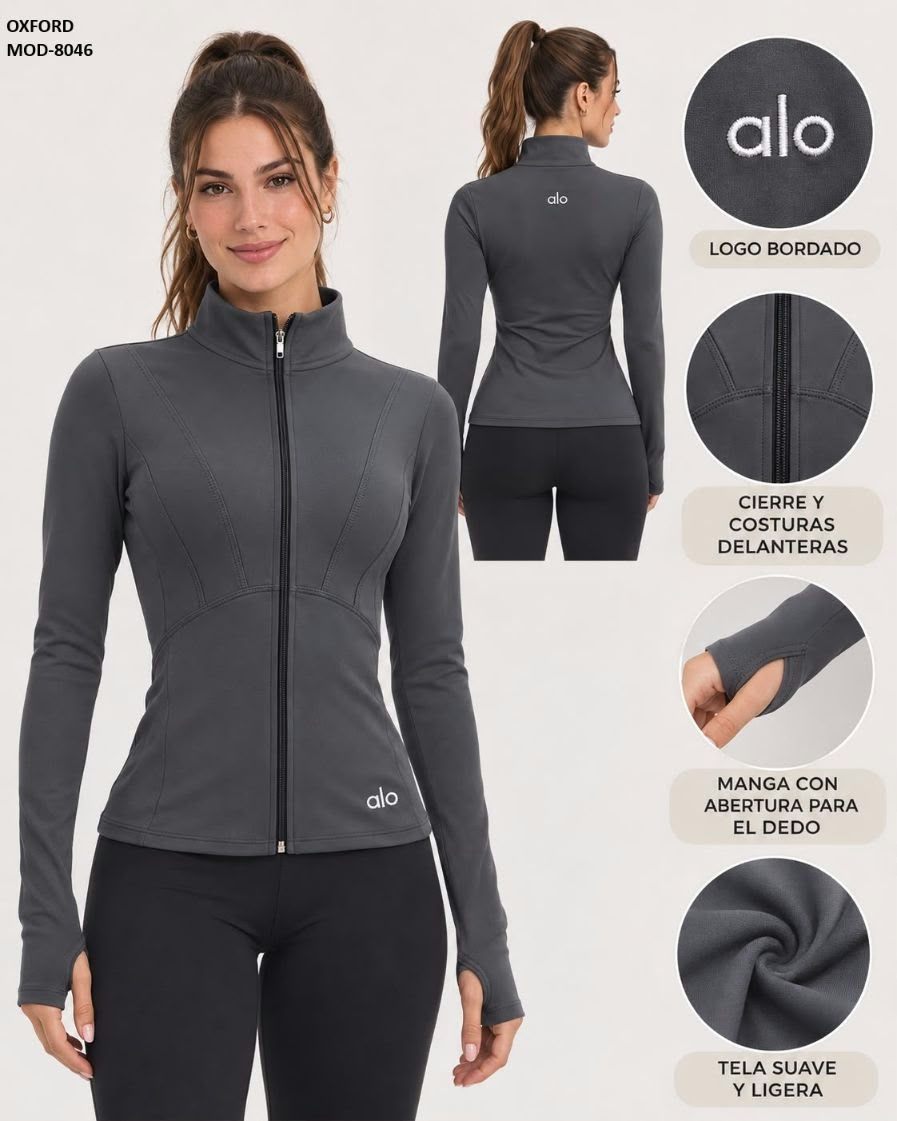 OXFORD
MOD-8046
alo
alo
LOGO BORDADO
CIERRE Y
COSTURAS
DELANTERAS
MANGA CON
ABERTURA PARA
EL DEDO
alo
TELA SUAVE
Y LIGERA